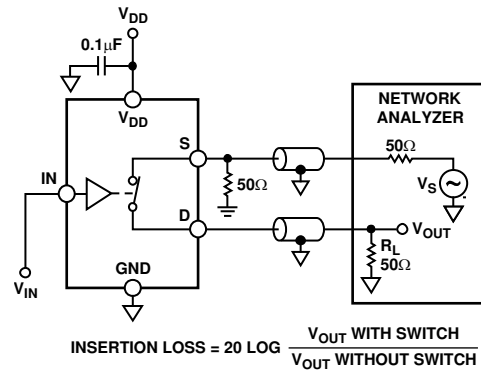 VDD
0.1µF
VDD
NETWORK
ANALYZER
S
50Ω
IN
50Ω
VS
D
VOUT
RL
50Ω
GND
VIN
INSERTION LOSS = 20 LOG VOUT WITH SWITCH
VOUT WITHOUT SWITCH